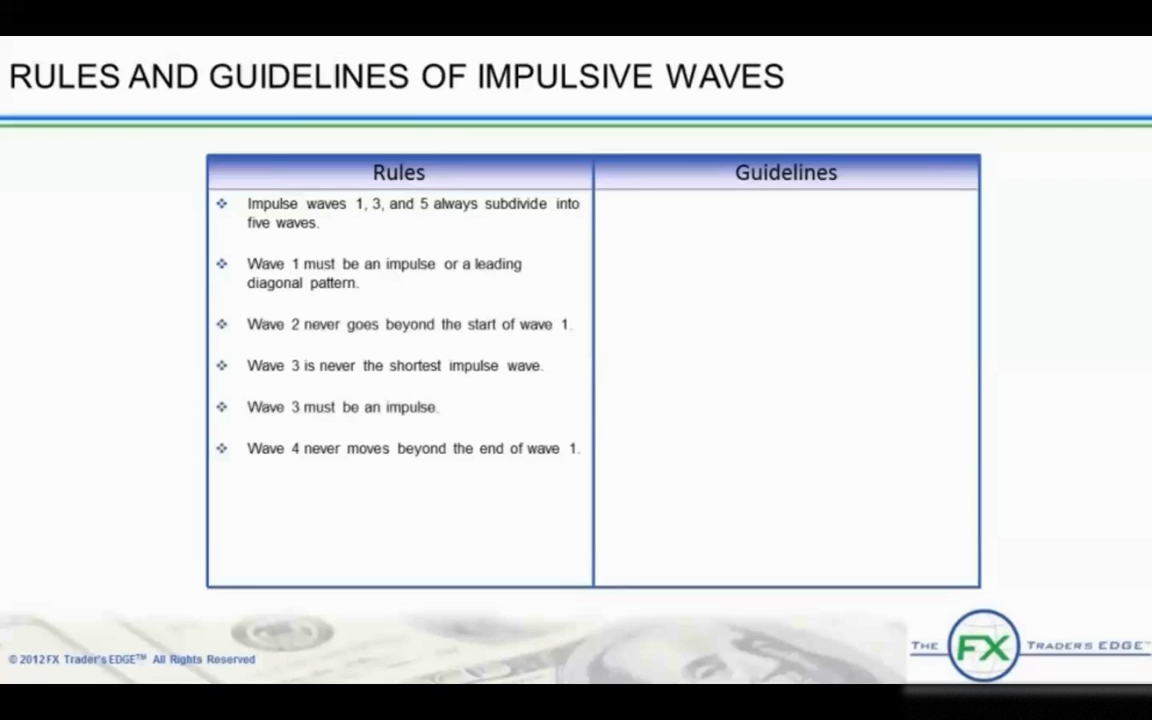 RULES AND GUIDELINES OF IMPULSIVE WAVES
Rules
Guidelines
❖ Impulse waves 1, 3, and 5 always subdivide into
five waves.
❖ Wave 1 must be an impulse or a leading
diagonal pattern.
❖ Wave 2 never goes beyond the start of wave 1.
❖ Wave 3 is never the shortest impulse wave.
❖ Wave 3 must be an impulse.
❖ Wave 4 never moves beyond the end of wave 1.
© 2012 FX Trader's EDGE™ All Rights Reserved
THE FX TRADER'S EDGE™